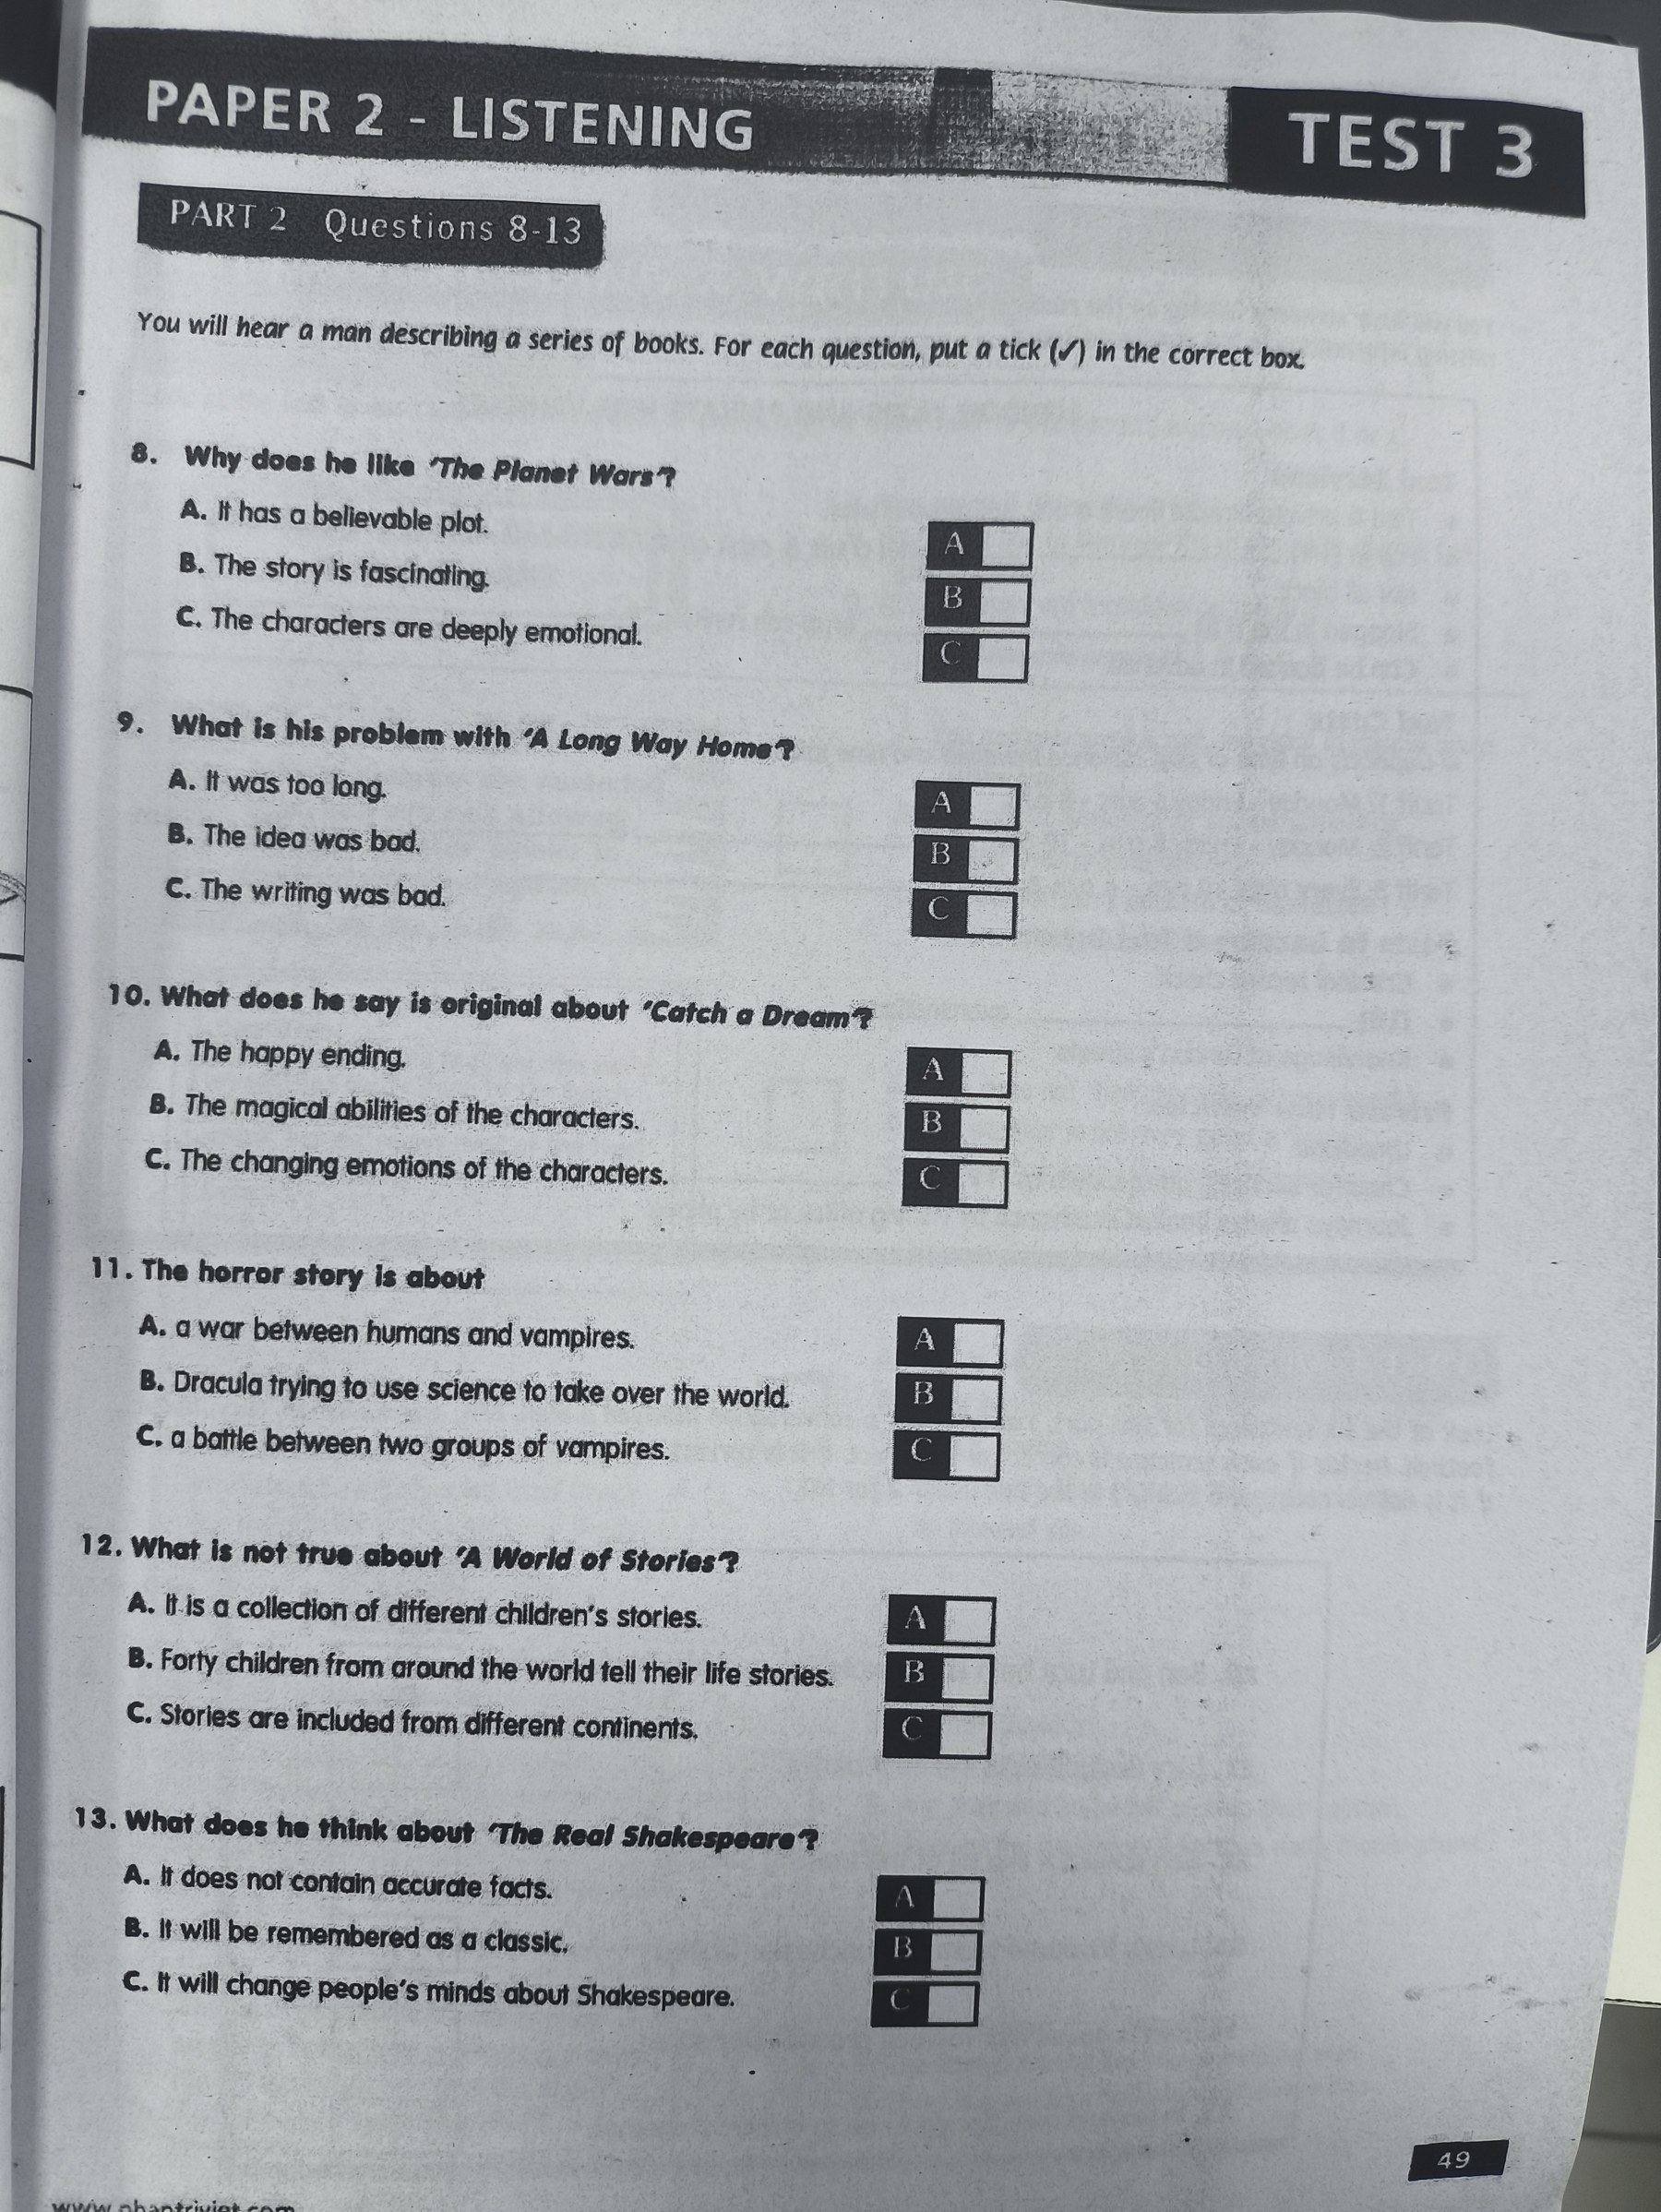 PAPER 2 - LISTENING
TEST 3
PART 2 Questions 8-13
You will hear a man describing a series of books. For each question, put a tick (✓) in the correct box.
8. Why does he like 'The Planet Wars'?
A. It has a believable plot.
B. The story is fascinating.
C. The characters are deeply emotional.
A
B
C
9. What is his problem with 'A Long Way Home'?
A. It was too long.
B. The idea was bad.
C. The writing was bad.
A
B
C
10. What does he say is original about 'Catch a Dream'?
A. The happy ending.
B. The magical abilities of the characters.
C. The changing emotions of the characters.
A
B
C
11. The horror story is about
A. a war between humans and vampires.
B. Dracula trying to use science to take over the world.
C. a battle between two groups of vampires.
A
B
C
12. What is not true about 'A World of Stories'?
A. It is a collection of different children's stories.
B. Forty children from around the world tell their life stories.
C. Stories are included from different continents.
A
B
C
13. What does he think about 'The Real Shakespeare'?
A. It does not contain accurate facts.
B. It will be remembered as a classic.
C. It will change people's minds about Shakespeare.
A
B
C
49
www.nhantriviet.com